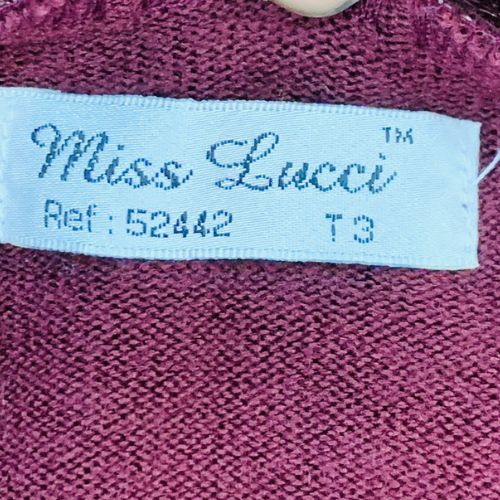 Miss Lucci™
Ref: 52442 T3